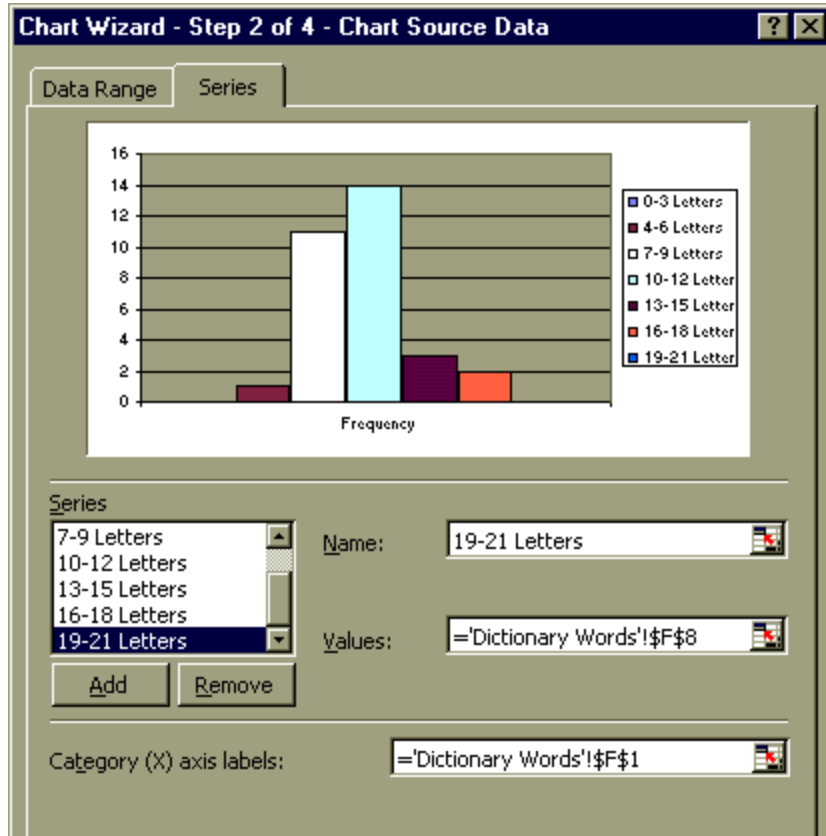 Chart Wizard - Step 2 of 4 - Chart Source Data
Data Range
Series
16
14
12
10
8
6
4
2
0
Frequency
0-3 Letters
4-6 Letters
7-9 Letters
10-12 Letter
13-15 Letter
16-18 Letter
19-21 Letter
Series
7-9 Letters
10-12 Letters
13-15 Letters
16-18 Letters
19-21 Letters
Add
Remove
Name:
19-21 Letters
Values:
='Dictionary Words'!$F$8
Category (X) axis labels:
='Dictionary Words'!$F$1